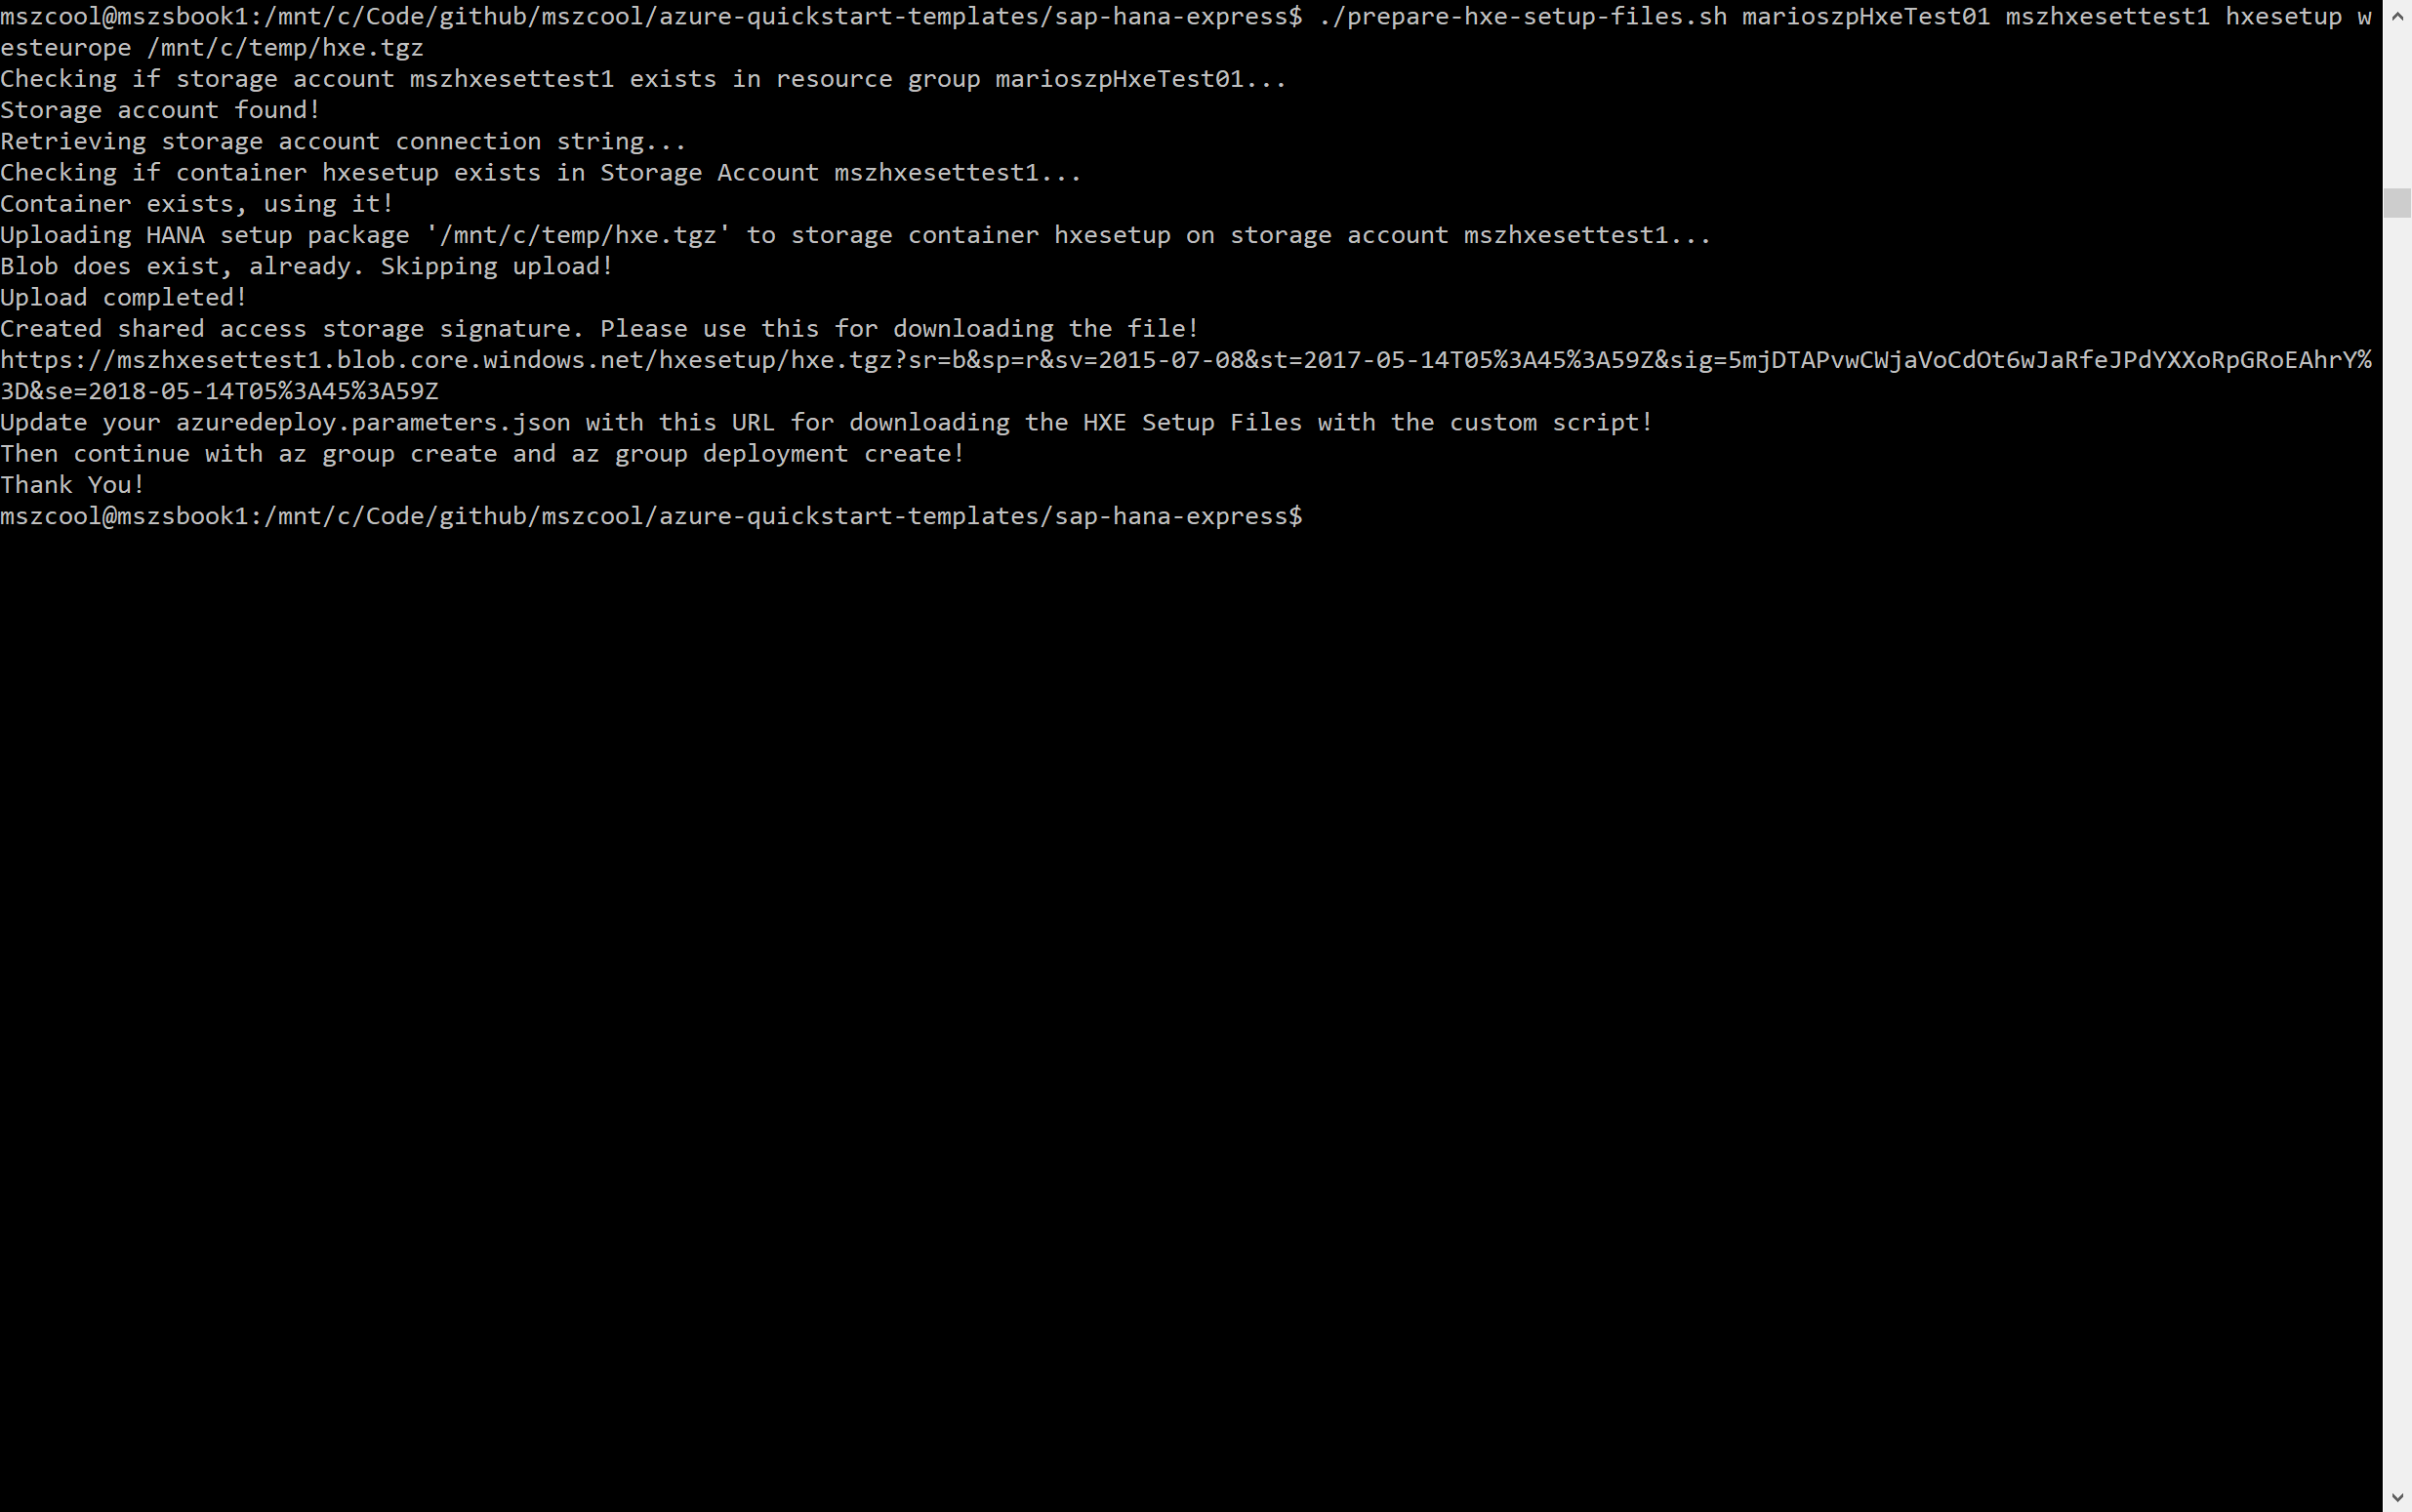 mszcool@mszsbook1:/mnt/c/Code/github/mszcool/azure-quickstart-templates/sap-hana-express$ ./prepare-hxe-setup-files.sh marioszpHxeTest01 mszhxesettest1 hxesetup w
esteurope /mnt/c/temp/hxe.tgz
Checking if storage account mszhxesettest1 exists in resource group marioszpHxeTest01...
Storage account found!
Retrieving storage account connection string...
Checking if container hxesetup exists in Storage Account mszhxesettest1...
Container exists, using it!
Uploading HANA setup package '/mnt/c/temp/hxe.tgz' to storage container hxesetup on storage account mszhxesettest1...
Blob does exist, already. Skipping upload!
Upload completed!
Created shared access storage signature. Please use this for downloading the file!
https://mszhxesettest1.blob.core.windows.net/hxesetup/hxe.tgz?sr=b&sp=r&sv=2015-07-08&st=2017-05-14T05%3A45%3A59Z&sig=5mjDTAPvwCWjaVoCdOt6wJaRfeJPdYXXoRpGRoEAhrY%
3D&se=2018-05-14T05%3A45%3A59Z
Update your azuredeploy.parameters.json with this URL for downloading the HXE Setup Files with the custom script!
Then continue with az group create and az group deployment create!
Thank You!
mszcool@mszsbook1:/mnt/c/Code/github/mszcool/azure-quickstart-templates/sap-hana-express$